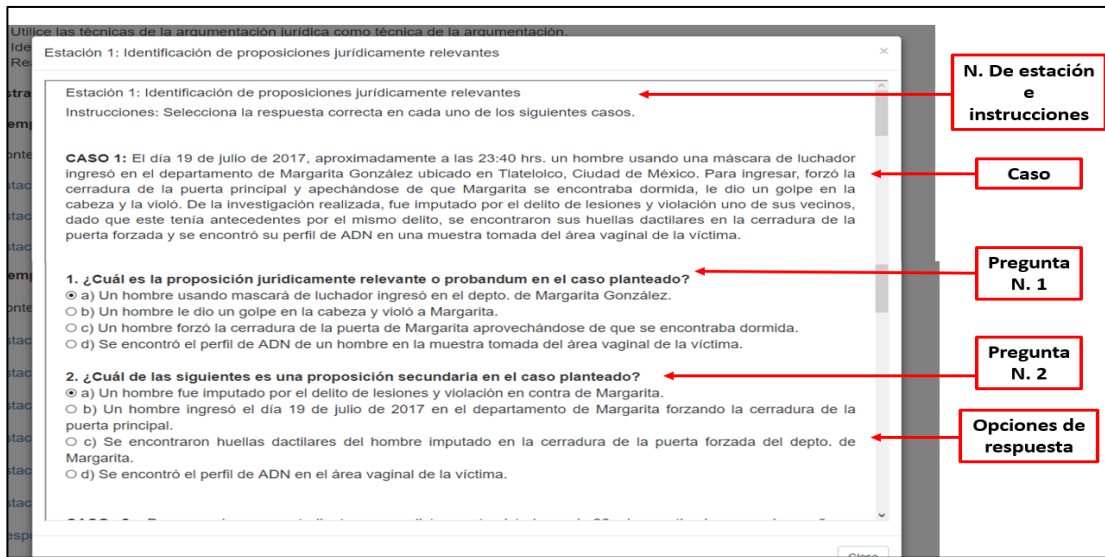 Utilice las técnicas de la argumentación jurídica como técnica de la argumentación.
Ide
Re
Estación 1: Identificación de proposiciones jurídicamente relevantes
×
Estación 1: Identificación de proposiciones jurídicamente relevantes
Instrucciones: Selecciona la respuesta correcta en cada uno de los siguientes casos.
N. De estación
e
instrucciones
CASO 1: El día 19 de julio de 2017, aproximadamente a las 23:40 hrs. un hombre usando una máscara de luchador
ingresó en el departamento de Margarita González ubicado en Tlatelolco, Ciudad de México. Para ingresar, forzó la
cerradura de la puerta principal y apechándose de que Margarita se encontraba dormida, le dio un golpe en la
cabeza y la violó. De la investigación realizada, fue imputado por el delito de lesiones y violación uno de sus vecinos,
dado que este tenía antecedentes por el mismo delito, se encontraron sus huellas dactilares en la cerradura de la
puerta forzada y se encontró su perfil de ADN en una muestra tomada del área vaginal de la víctima.
Caso
1. ¿Cuál es la proposición jurídicamente relevante o probandum en el caso planteado?
a) Un hombre usando mascará de luchador ingresó en el depto. de Margarita González.
b) Un hombre le dio un golpe en la cabeza y violó a Margarita.
c) Un hombre forzó la cerradura de la puerta de Margarita aprovechándose de que se encontraba dormida.
d) Se encontró el perfil de ADN de un hombre en la muestra tomada del área vaginal de la víctima.
Pregunta
N. 1
2. ¿Cuál de las siguientes es una proposición secundaria en el caso planteado?
a) Un hombre fue imputado por el delito de lesiones y violación en contra de Margarita.
b) Un hombre ingresó el día 19 de julio de 2017 en el departamento de Margarita forzando la cerradura de la
puerta principal.
c) Se encontraron huellas dactilares del hombre imputado en la cerradura de la puerta forzada del depto. de
Margarita.
d) Se encontró el perfil de ADN en el área vaginal de la víctima.
Pregunta
N. 2
Opciones de
respuesta
Close